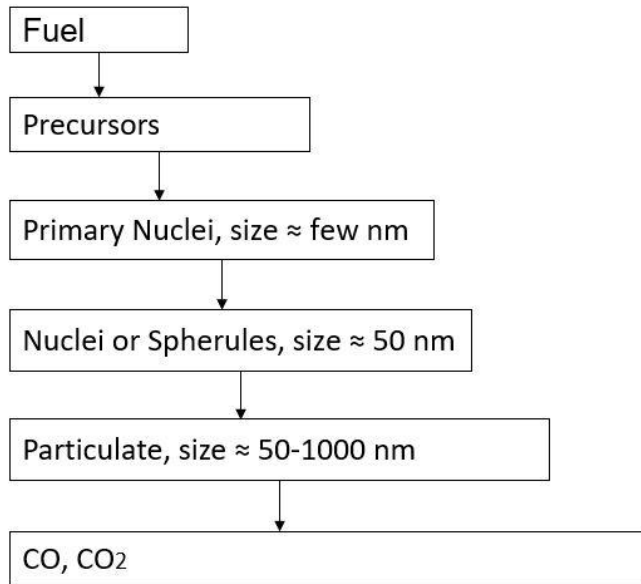 Fuel
Precursors
Primary Nuclei, size ≈ few nm
Nuclei or Spherules, size ≈ 50 nm
Particulate, size ≈ 50-1000 nm
CO, CO2